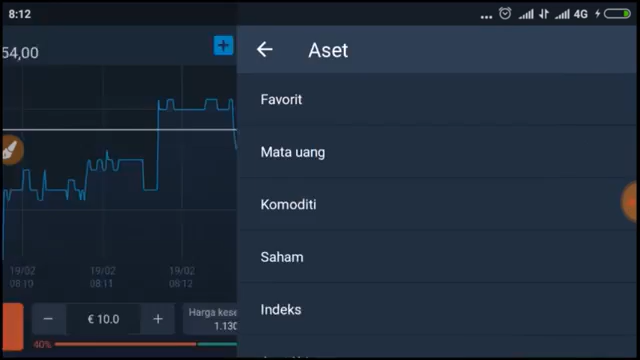 8:12
4G
54,00
Aset
Favorit
Mata uang
Komoditi
Saham
Indeks
19/02
08:10
19/02
08:11
19/02
08:12
€ 10.0
Harga kese
1.130
40%